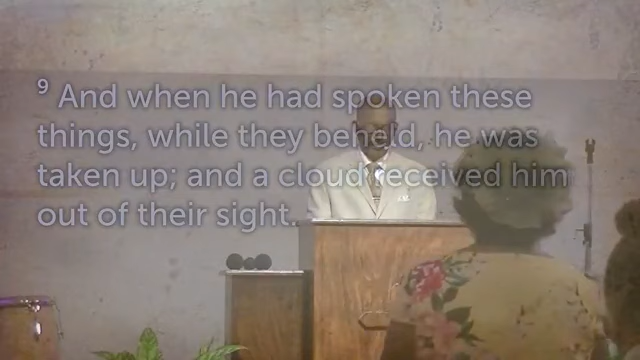 ⁹ And when he had spoken these
things, while they beheld, he was
taken up; and a cloud received him
out of their sight.